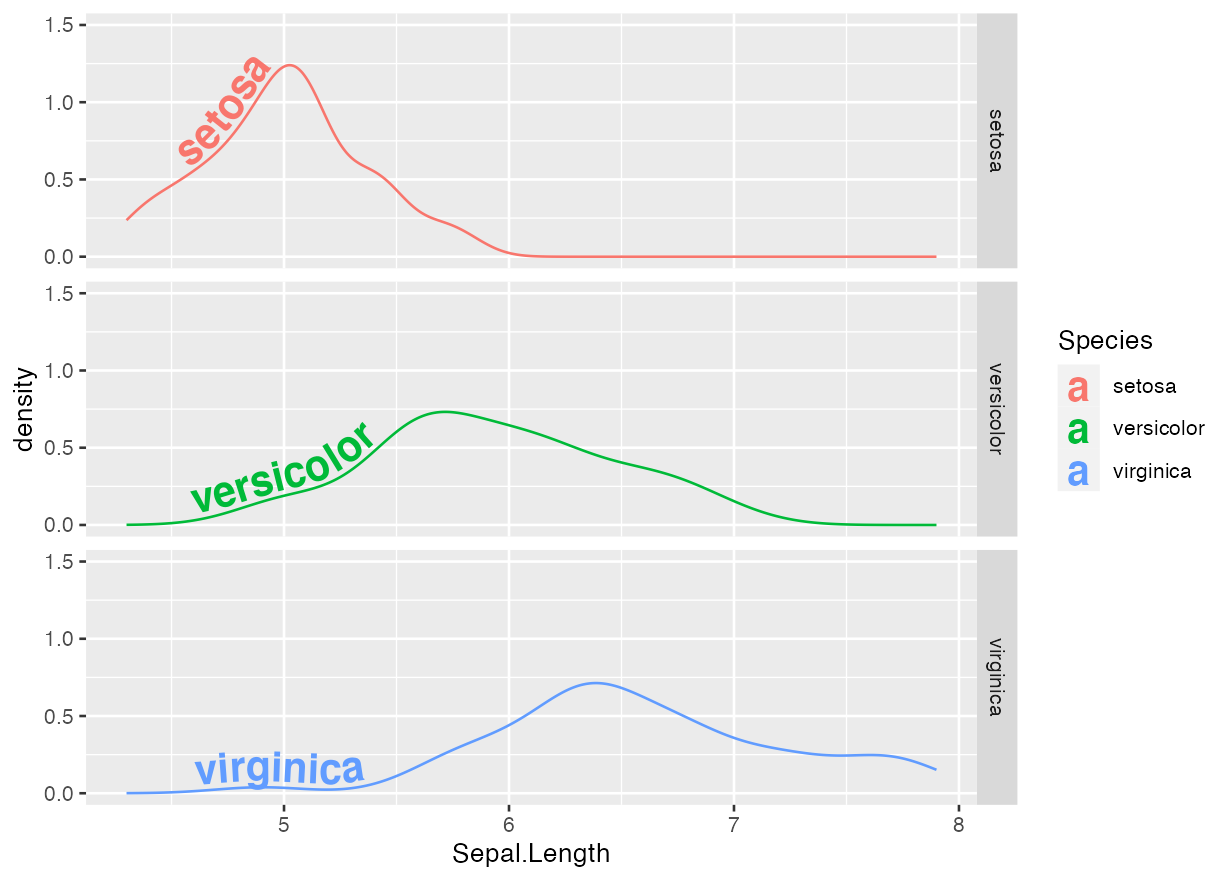 1.5
1.0
0.5
0.0
setosa
setosa
1.5
1.0
0.5
0.0
versicolor
versicolor
1.5
1.0
0.5
0.0
virginica
virginica
density
5 6 7 8
Sepal.Length
Species
a setosa
a versicolor
a virginica